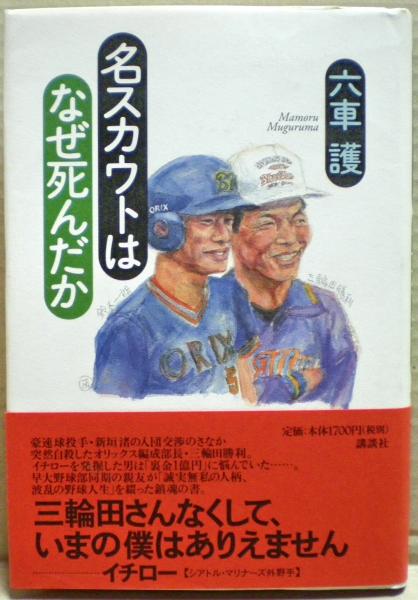 名スカウトは
なぜ死んだか
六車 護
Mamoru
Muguruma
ORIX
ORIX
三輪田勝利
定価:本体1700円(税別)
講談社
豪速球投手・新垣渚の入団交渉のさなか
突然自殺したオリックス編成部長・三輪田勝利。
イチローを発掘した男は「裏金1億円」に悩んでいた……。
早大野球部同期の親友が「誠実無私の人柄、
波乱の野球人生」を綴った鎮魂の書。
三輪田さんなくして、
いまの僕はありえません
イチロー【シアトル・マリナーズ外野手】